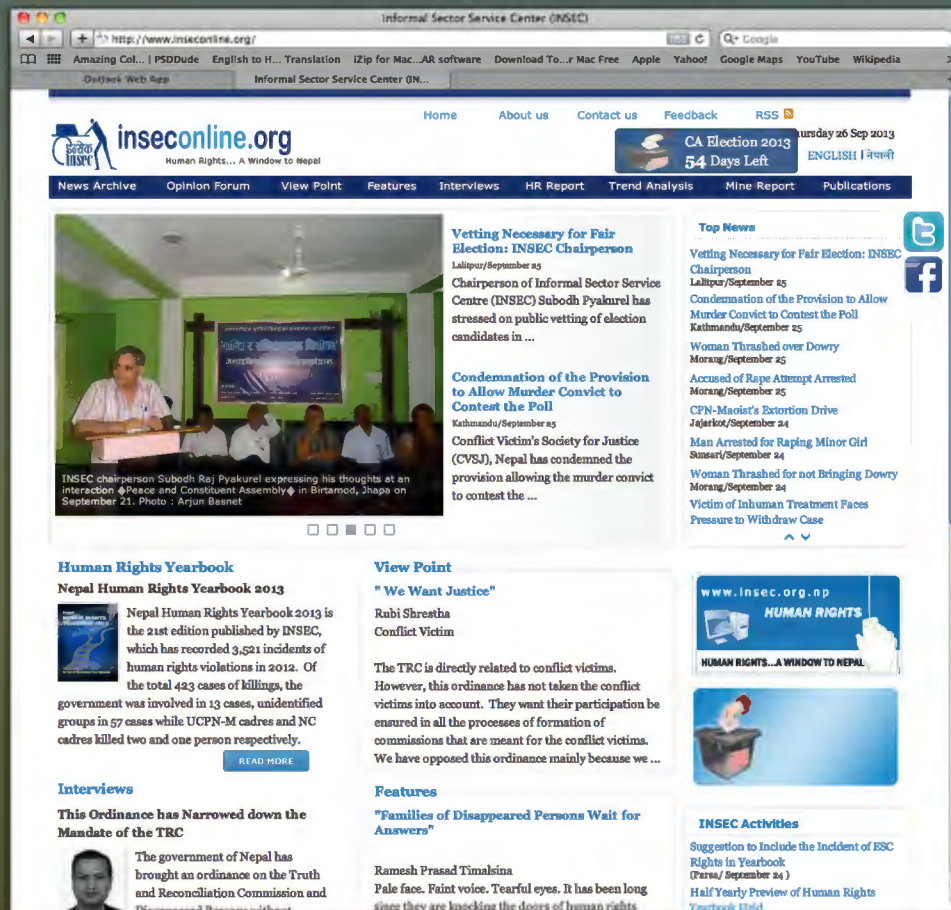 Informal Sector Service Center (INSEC)
http://www.inseconline.org/
Google
Amazing Col... | PSDDude English to H... Translation iZip for Mac...AR software Download To...r Mac Free Apple Yahoo! Google Maps YouTube Wikipedia
Outlook Web App
Informal Sector Service Center (IN...
Home About us Contact us Feedback RSS
इन्सेक
INSEC
inseconline.org
Human Rights... A Window to Nepal
CA Election 2013
54 Days Left
ursday 26 Sep 2013
ENGLISH | नेपाली
News Archive Opinion Forum View Point Features Interviews HR Report Trend Analysis Mine Report Publications
INSEC chairperson Subodh Raj Pyakurel expressing his thoughts at an
interaction �Peace and Constituent Assembly� in Birtamod, Jhapa on
September 21. Photo : Arjun Basnet
Vetting Necessary for Fair
Election: INSEC Chairperson
Lalitpur/September 25
Chairperson of Informal Sector Service
Centre (INSEC) Subodh Pyakurel has
stressed on public vetting of election
candidates in ...
Condemnation of the Provision
to Allow Murder Convict to
Contest the Poll
Kathmandu/September 25
Conflict Victim's Society for Justice
(CVSJ), Nepal has condemned the
provision allowing the murder convict
to contest the ...
Top News
Vetting Necessary for Fair Election: INSEC
Chairperson
Lalitpur/September 25
Condemnation of the Provision to Allow
Murder Convict to Contest the Poll
Kathmandu/September 25
Woman Thrashed over Dowry
Morang/September 25
Accused of Rape Attempt Arrested
Morang/September 25
CPN-Maoist's Extortion Drive
Jajarkot/September 24
Man Arrested for Raping Minor Girl
Sunsari/September 24
Woman Thrashed for not Bringing Dowry
Morang/September 24
Victim of Inhuman Treatment Faces
Pressure to Withdraw Case
Human Rights Yearbook
Nepal Human Rights Yearbook 2013
Nepal Human Rights Yearbook 2013 is
the 21st edition published by INSEC,
which has recorded 3,521 incidents of
human rights violations in 2012. Of
the total 423 cases of killings, the
government was involved in 13 cases, unidentified
groups in 57 cases while UCPN-M cadres and NC
cadres killed two and one person respectively.
READ MORE
Interviews
This Ordinance has Narrowed down the
Mandate of the TRC
The government of Nepal has
brought an ordinance on the Truth
and Reconciliation Commission and
Disappeared Persons without
View Point
" We Want Justice"
Rubi Shrestha
Conflict Victim
The TRC is directly related to conflict victims.
However, this ordinance has not taken the conflict
victims into account. They want their participation be
ensured in all the processes of formation of
commissions that are meant for the conflict victims.
We have opposed this ordinance mainly because we ...
Features
"Families of Disappeared Persons Wait for
Answers"
Ramesh Prasad Timalsina
Pale face. Faint voice. Tearful eyes. It has been long
since they are knocking the doors of human rights
www.insec.org.np
HUMAN RIGHTS
HUMAN RIGHTS...A WINDOW TO NEPAL
INSEC Activities
Suggestion to Include the Incident of ESC
Rights in Yearbook
(Parsa/ September 24 )
Half Yearly Preview of Human Rights
Yearbook Held